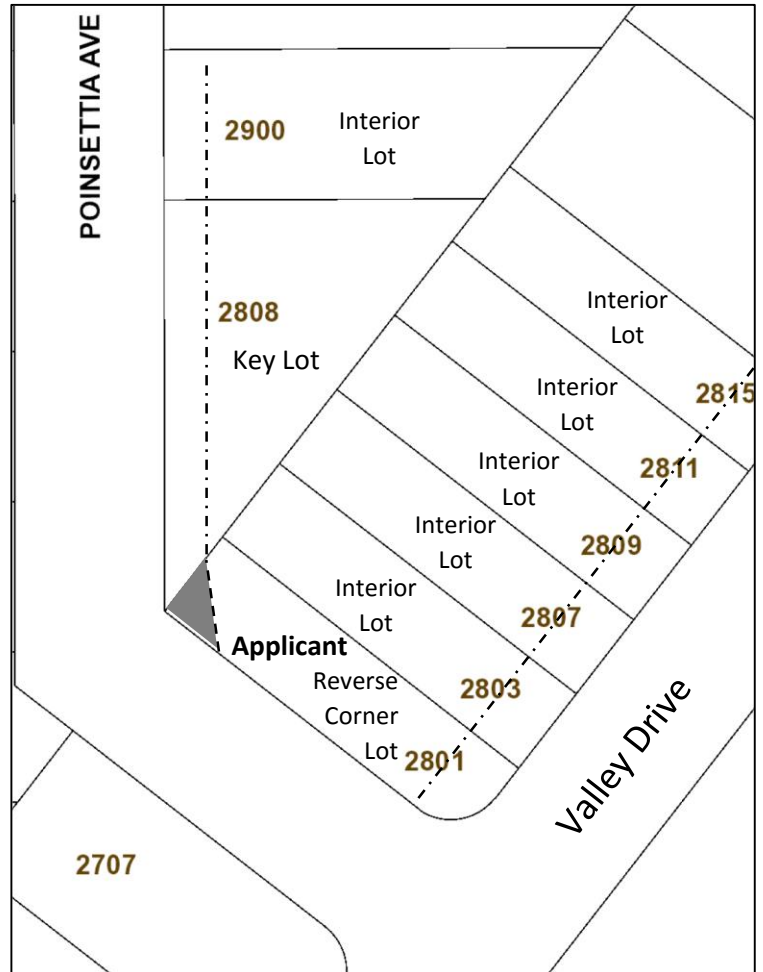 POINSETTIA AVE
2900
Interior
Lot
2808
Key Lot
Interior
Lot
2815
Interior
Lot
2811
Interior
Lot
2809
Interior
Lot
2807
Interior
Lot
2803
Applicant
Reverse
Corner
Lot
2801
Valley Drive
2707